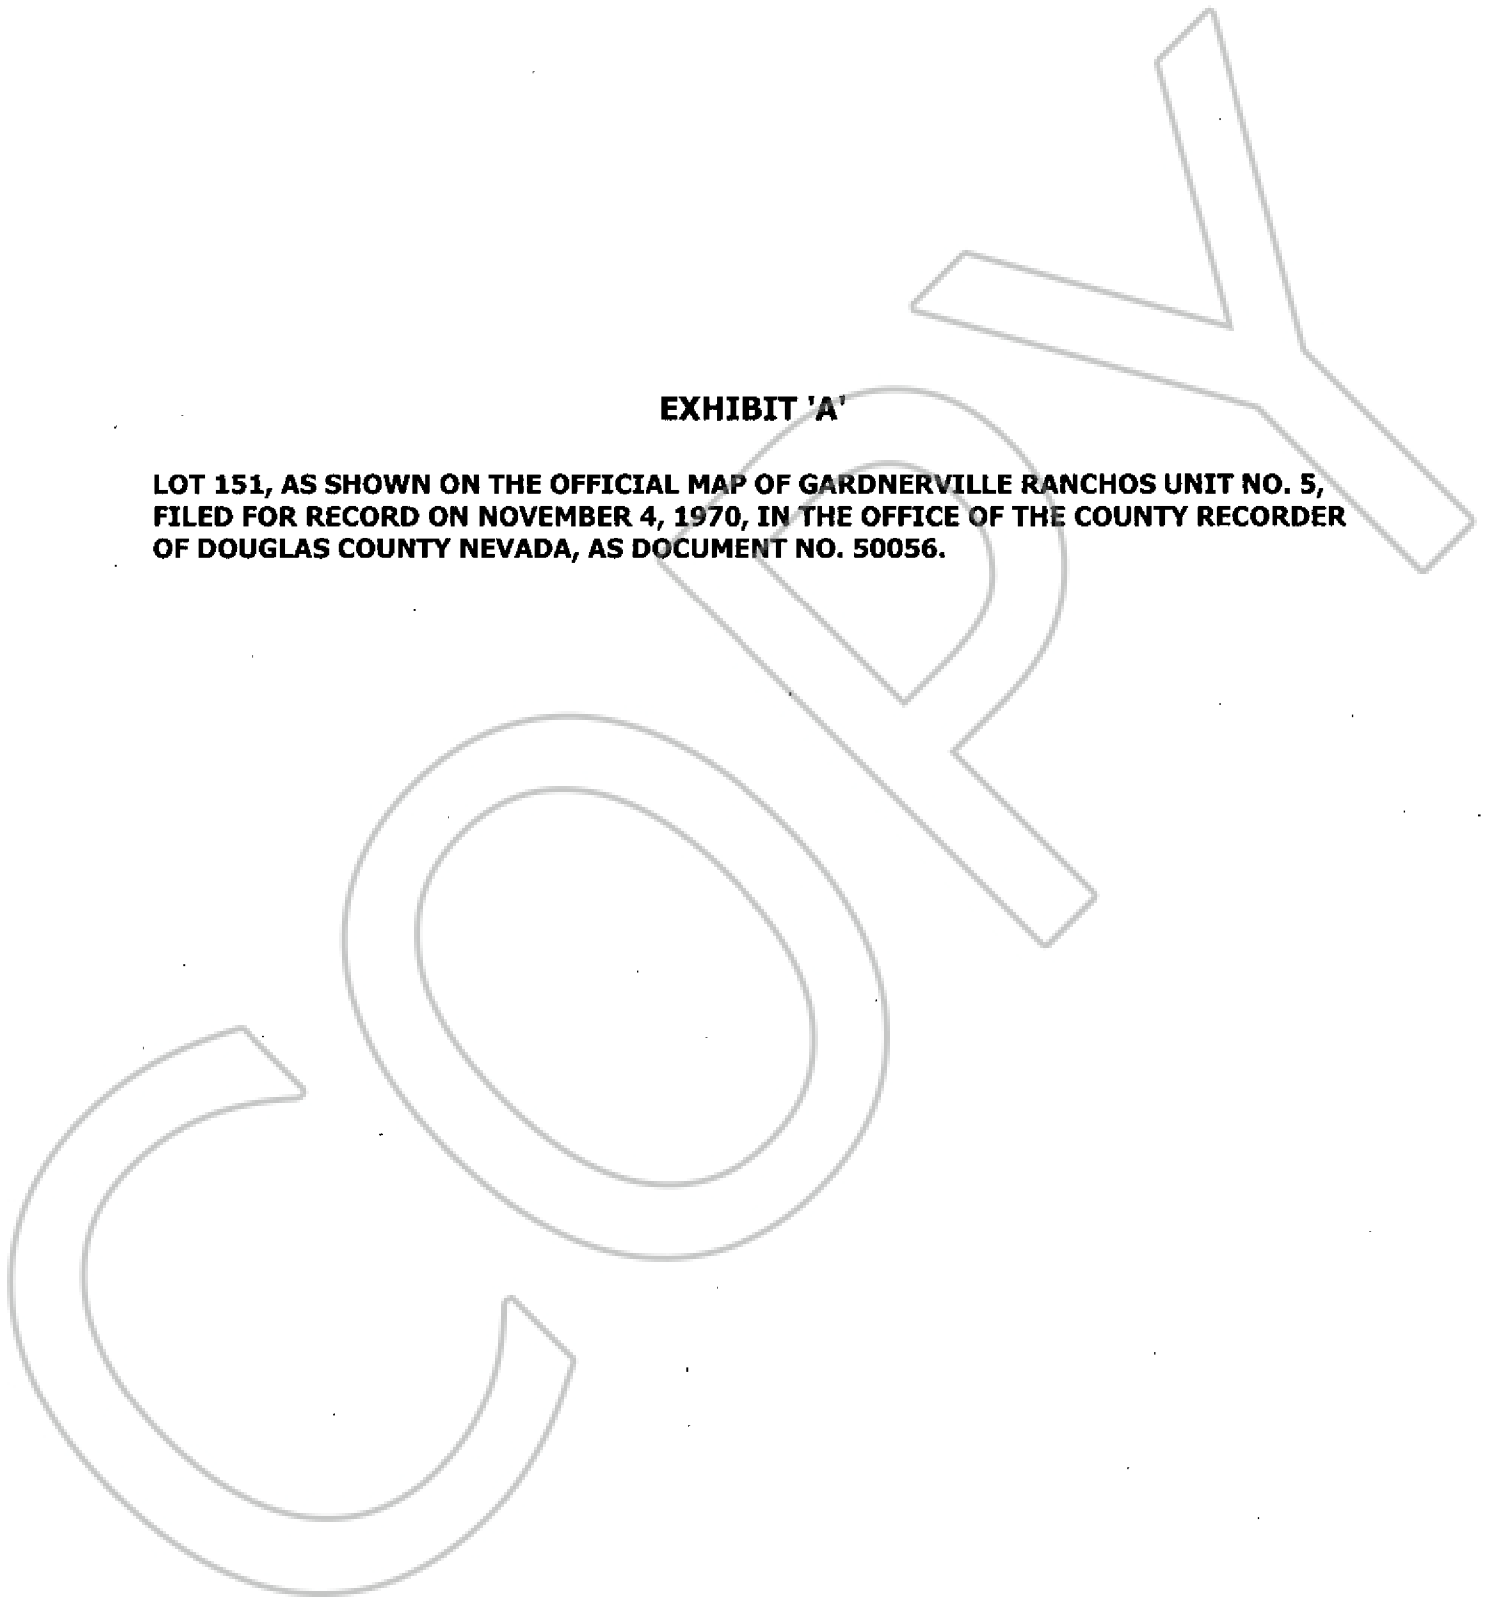 EXHIBIT 'A'
LOT 151, AS SHOWN ON THE OFFICIAL MAP OF GARDNERVILLE RANCHOS UNIT NO. 5,
FILED FOR RECORD ON NOVEMBER 4, 1970, IN THE OFFICE OF THE COUNTY RECORDER
OF DOUGLAS COUNTY NEVADA, AS DOCUMENT NO. 50056.
COPY